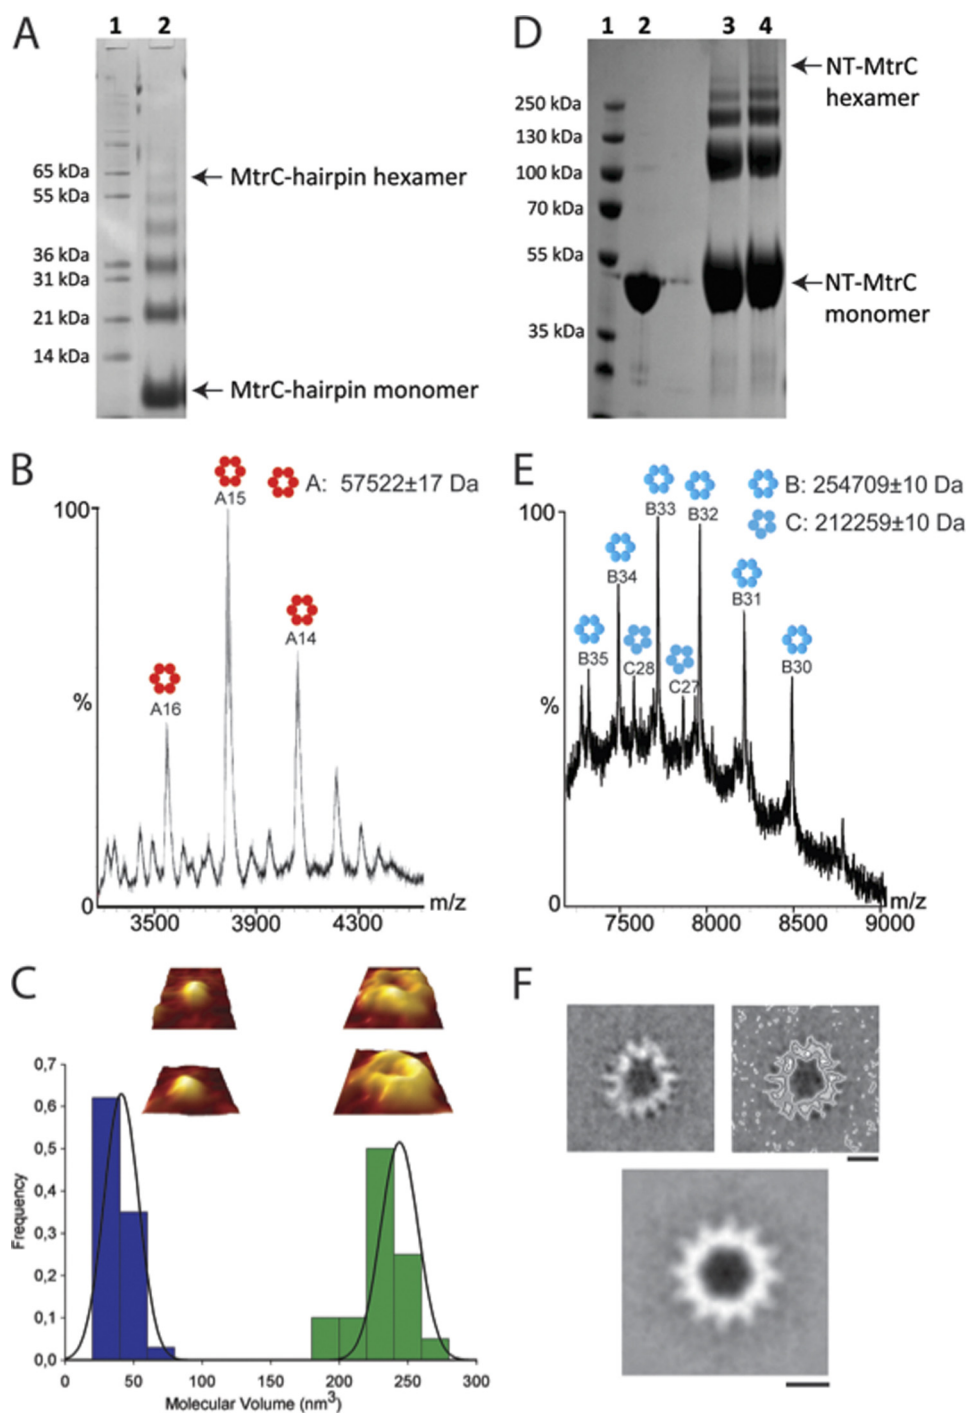 A
1 2
65 kDa
55 kDa
36 kDa
31 kDa
21 kDa
14 kDa
MtrC-hairpin hexamer
MtrC-hairpin monomer
D
1 2 3 4
250 kDa
130 kDa
100 kDa
70 kDa
55 kDa
35 kDa
NT-MtrC
hexamer
NT-MtrC
monomer
B
A: 57522±17 Da
A15
A14
A16
100
%
0
3500 3900 4300
m/z
E
B: 254709±10 Da
C: 212259±10 Da
B33
B32
B34
B31
B35
C28
C27
B30
100
%
0
7500 8000 8500 9000
m/z
C
0,7
0,6
0,5
0,4
0,3
0,2
0,1
0,0
Frequency
0 50 100 150 200 250 300
Molecular Volume (nm3)
F